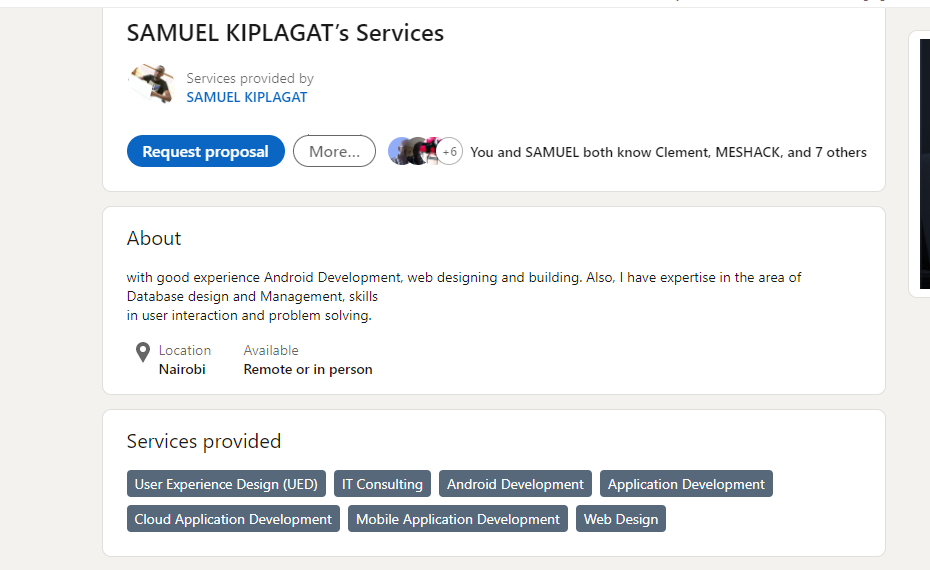 SAMUEL KIPLAGAT’s Services
Services provided by
SAMUEL KIPLAGAT
Request proposal
More...
+6
You and SAMUEL both know Clement, MESHACK, and 7 others
About
with good experience Android Development, web designing and building. Also, I have expertise in the area of
Database design and Management, skills
in user interaction and problem solving.
Location
Available
Nairobi
Remote or in person
Services provided
User Experience Design (UED)
IT Consulting
Android Development
Application Development
Cloud Application Development
Mobile Application Development
Web Design